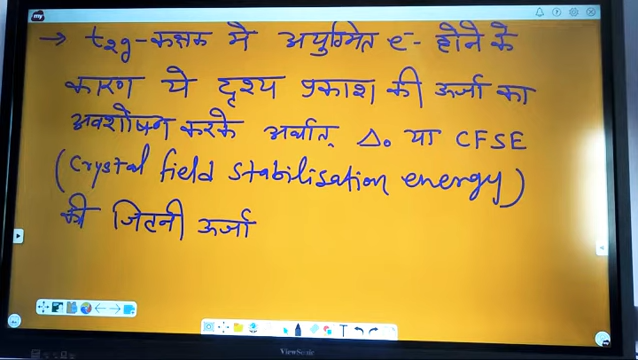 → t₂g-कक्षक मे अयुग्मित e⁻ होने के
कारण ये दृश्य प्रकाश की ऊर्जा का
अवशोषण करके अर्थात् Δ₀ या CFSE
(Crystal field stabilisation energy)
की जितनी ऊर्जा
ViewSonic